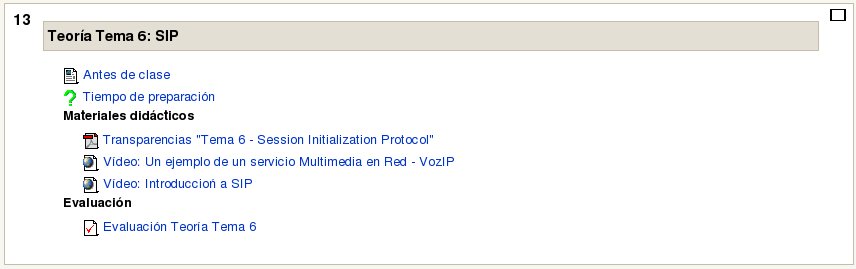 13
Teoría Tema 6: SIP
Antes de clase
Tiempo de preparación
Materiales didácticos
Transparencias "Tema 6 - Session Initialization Protocol"
Vídeo: Un ejemplo de un servicio Multimedia en Red - VozIP
Vídeo: Introduccioń a SIP
Evaluación
Evaluación Teoría Tema 6